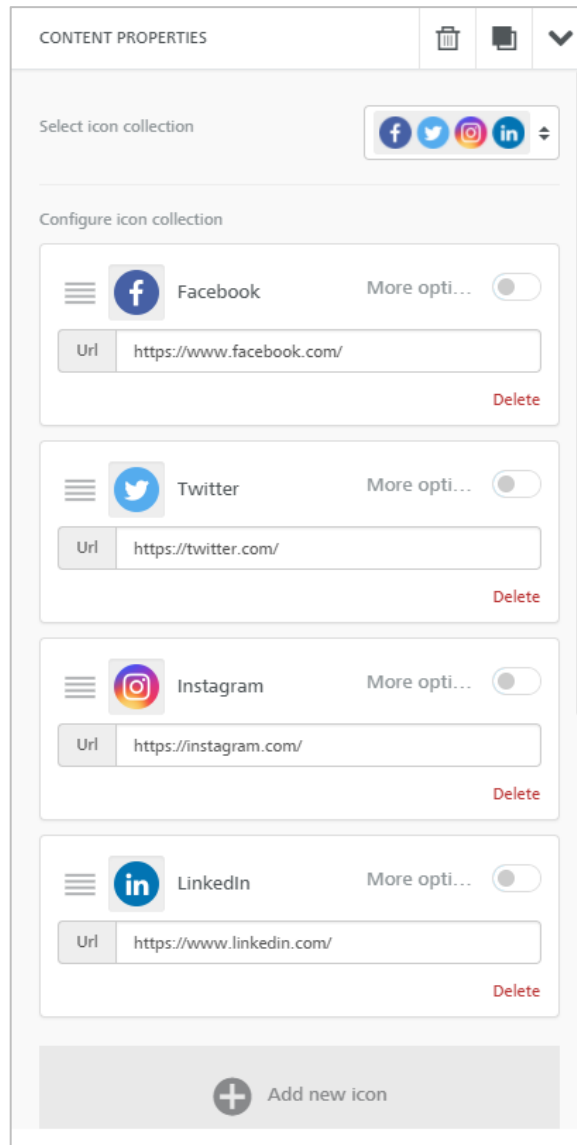 CONTENT PROPERTIES
Select icon collection
Configure icon collection
Facebook More opti...
Url https://www.facebook.com/
Delete
Twitter More opti...
Url https://twitter.com/
Delete
Instagram More opti...
Url https://instagram.com/
Delete
LinkedIn More opti...
Url https://www.linkedin.com/
Delete
Add new icon